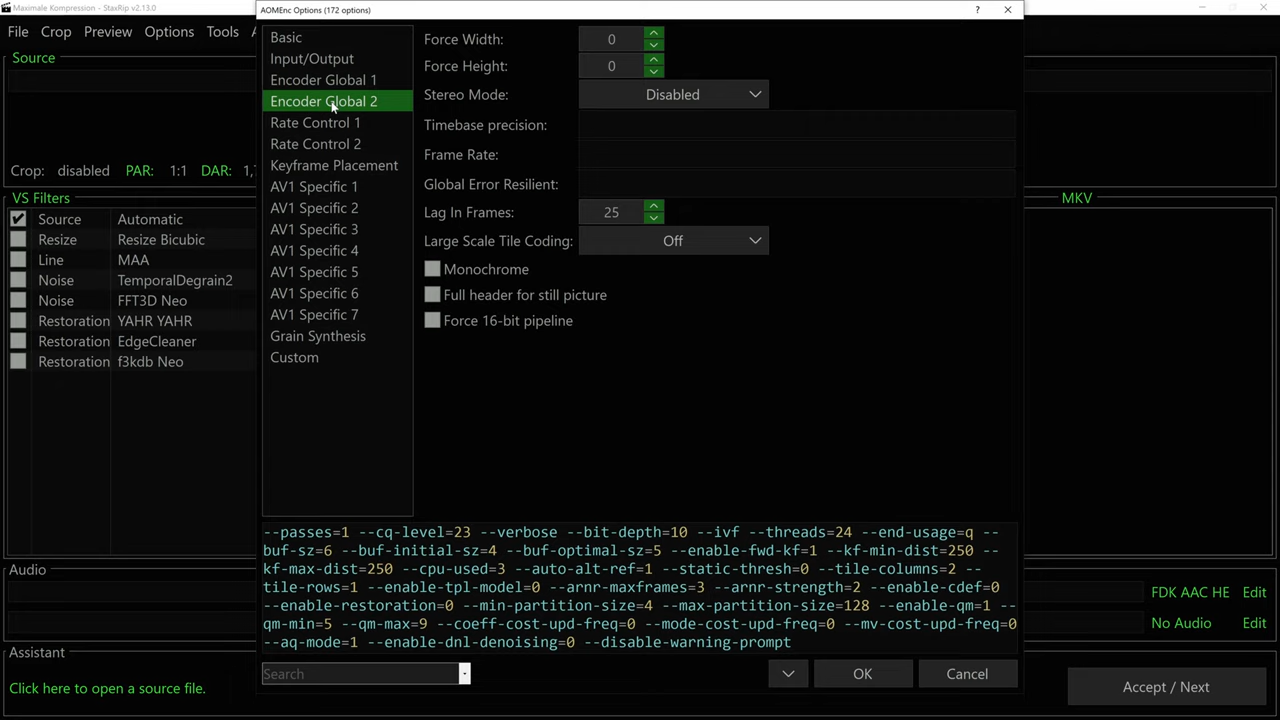 Maximale Kompression - StaxRip v2.13.0
AOMEnc Options (172 options)
File Crop Preview Options Tools
Source
Crop: disabled PAR: 1:1 DAR:
VS Filters
Source Automatic
Resize Resize Bicubic
Line MAA
Noise TemporalDegrain2
Noise FFT3D Neo
Restoration YAHR YAHR
Restoration EdgeCleaner
Restoration f3kdb Neo
Basic
Input/Output
Encoder Global 1
Encoder Global 2
Rate Control 1
Rate Control 2
Keyframe Placement
AV1 Specific 1
AV1 Specific 2
AV1 Specific 3
AV1 Specific 4
AV1 Specific 5
AV1 Specific 6
AV1 Specific 7
Grain Synthesis
Custom
Force Width: 0
Force Height: 0
Stereo Mode: Disabled
Timebase precision:
Frame Rate:
Global Error Resilient:
Lag In Frames: 25
Large Scale Tile Coding: Off
Monochrome
Full header for still picture
Force 16-bit pipeline
MKV
--passes=1 --cq-level=23 --verbose --bit-depth=10 --ivf --threads=24 --end-usage=q --
buf-sz=6 --buf-initial-sz=4 --buf-optimal-sz=5 --enable-fwd-kf=1 --kf-min-dist=250 --
kf-max-dist=250 --cpu-used=3 --auto-alt-ref=1 --static-thresh=0 --tile-columns=2 --
tile-rows=1 --enable-tpl-model=0 --arnr-maxframes=3 --arnr-strength=2 --enable-cdef=0
--enable-restoration=0 --min-partition-size=4 --max-partition-size=128 --enable-qm=1 --
qm-min=5 --qm-max=9 --coeff-cost-upd-freq=0 --mode-cost-upd-freq=0 --mv-cost-upd-freq=0
--aq-mode=1 --enable-dnl-denoising=0 --disable-warning-prompt
Search
OK
Cancel
Audio
FDK AAC HE Edit
No Audio Edit
Assistant
Click here to open a source file.
Accept / Next